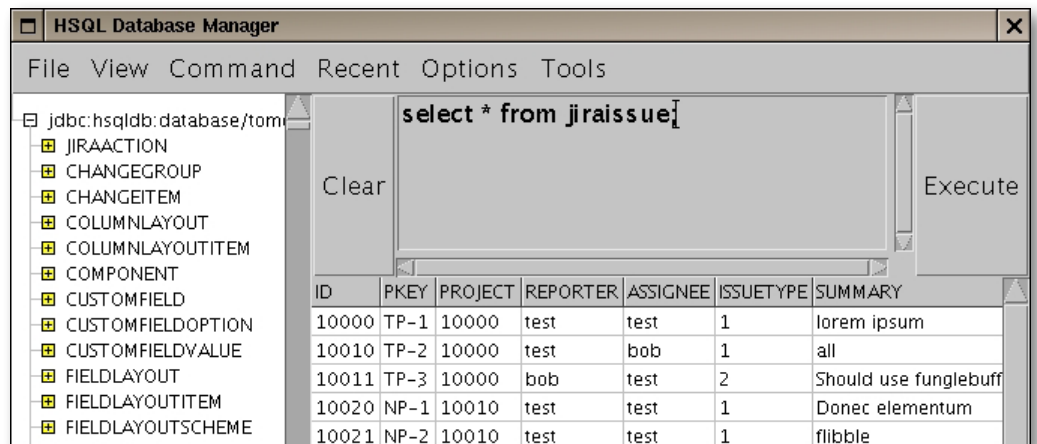 HSQL Database Manager
File View Command Recent Options Tools
jdbc:hsqldb:database/tom
JIRAACTION
CHANGEGROUP
CHANGEITEM
COLUMNLAYOUT
COLUMNLAYOUTITEM
COMPONENT
CUSTOMFIELD
CUSTOMFIELDOPTION
CUSTOMFIELDVALUE
FIELDLAYOUT
FIELDLAYOUTITEM
FIELDLAYOUTSCHEME
Clear
select * from jiraissue;
Execute
ID PKEY PROJECT REPORTER ASSIGNEE ISSUETYPE SUMMARY
10000 TP-1 10000 test test 1 lorem ipsum
10010 TP-2 10000 test bob 1 all
10011 TP-3 10000 bob test 2 Should use funglebuff
10020 NP-1 10010 test test 1 Donec elementum
10021 NP-2 10010 test test 1 flibble